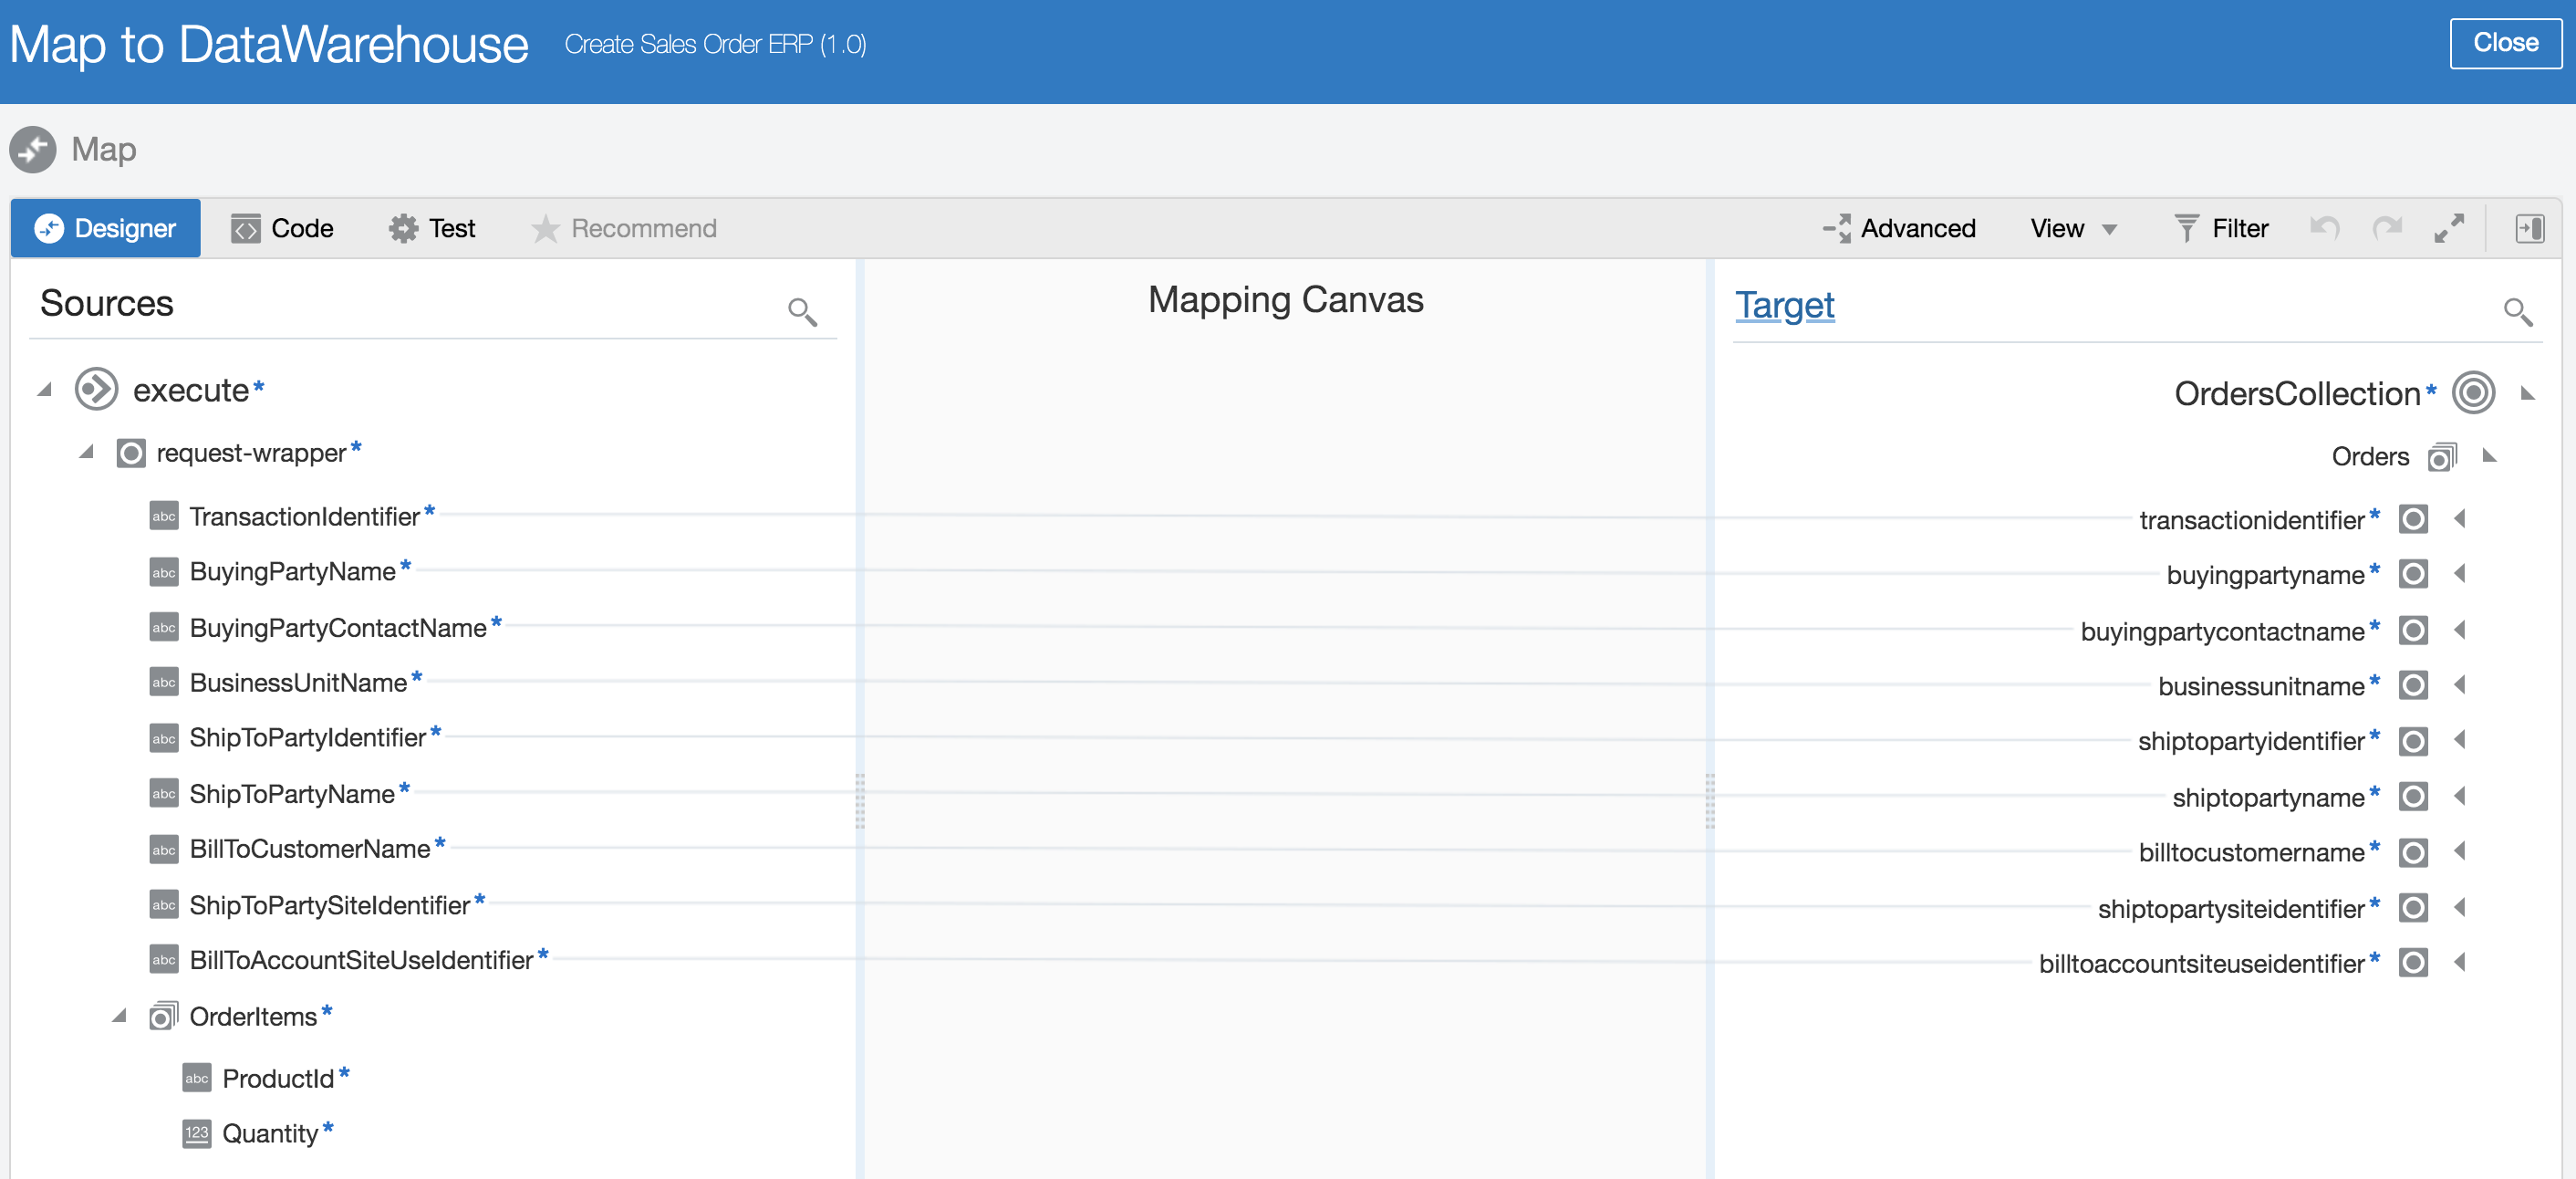 Map to DataWarehouse Create Sales Order ERP (1.0) Close
Map
Designer Code Test Recommend Advanced View Filter
Sources Mapping Canvas Target
execute* OrdersCollection*
request-wrapper* Orders
abc TransactionIdentifier* transactionidentifier*
abc BuyingPartyName* buyingpartyname*
abc BuyingPartyContactName* buyingpartycontactname*
abc BusinessUnitName* businessunitname*
abc ShipToPartyIdentifier* shiptopartyidentifier*
abc ShipToPartyName* shiptopartyname*
abc BillToCustomerName* billtocustomername*
abc ShipToPartySiteIdentifier* shiptopartysiteidentifier*
abc BillToAccountSiteUseIdentifier* billtoaccountsiteuseidentifier*
OrderItems*
abc ProductId*
123 Quantity*